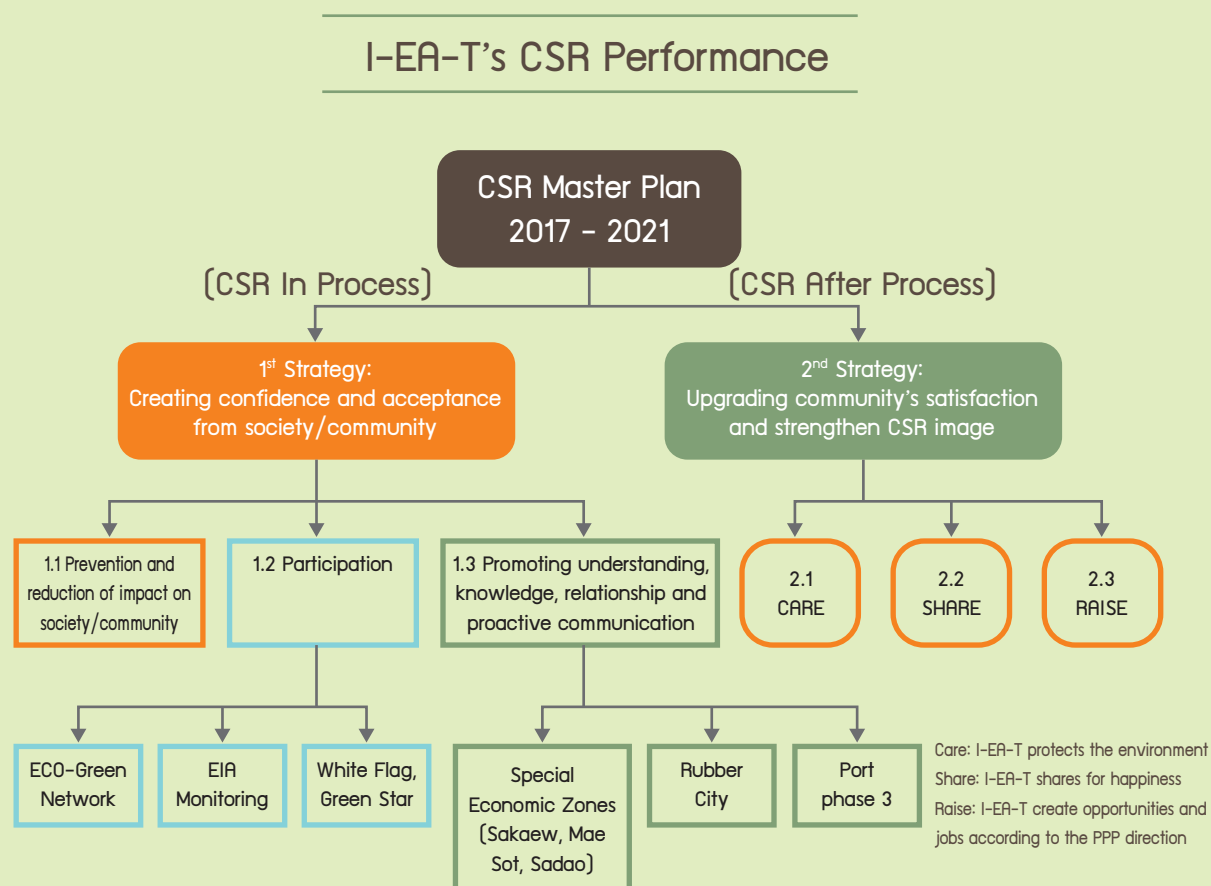 I-EA-T's CSR Performance
CSR Master Plan
2017 - 2021
(CSR In Process)
(CSR After Process)
1st Strategy:
Creating confidence and acceptance
from society/community
2nd Strategy:
Upgrading community's satisfaction
and strengthen CSR image
1.1 Prevention and
reduction of impact on
society/community
1.2 Participation
1.3 Promoting understanding,
knowledge, relationship and
proactive communication
2.1
CARE
2.2
SHARE
2.3
RAISE
ECO-Green
Network
EIA
Monitoring
White Flag,
Green Star
Special
Economic Zones
(Sakaew, Mae
Sot, Sadao)
Rubber
City
Port
phase 3
Care: I-EA-T protects the environment
Share: I-EA-T shares for happiness
Raise: I-EA-T create opportunities and
jobs according to the PPP direction